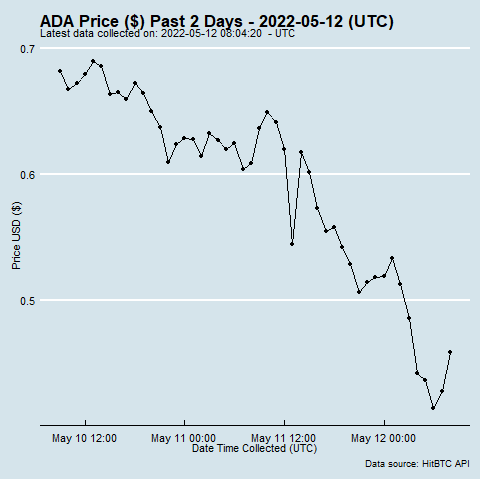 ADA Price ($) Past 2 Days - 2022-05-12 (UTC)
Latest data collected on: 2022-05-12 08:04:20  - UTC
0.7
0.6
0.5
Price USD ($)
May 10 12:00
May 11 00:00
May 11 12:00
May 12 00:00
Date Time Collected (UTC)
Data source: HitBTC API